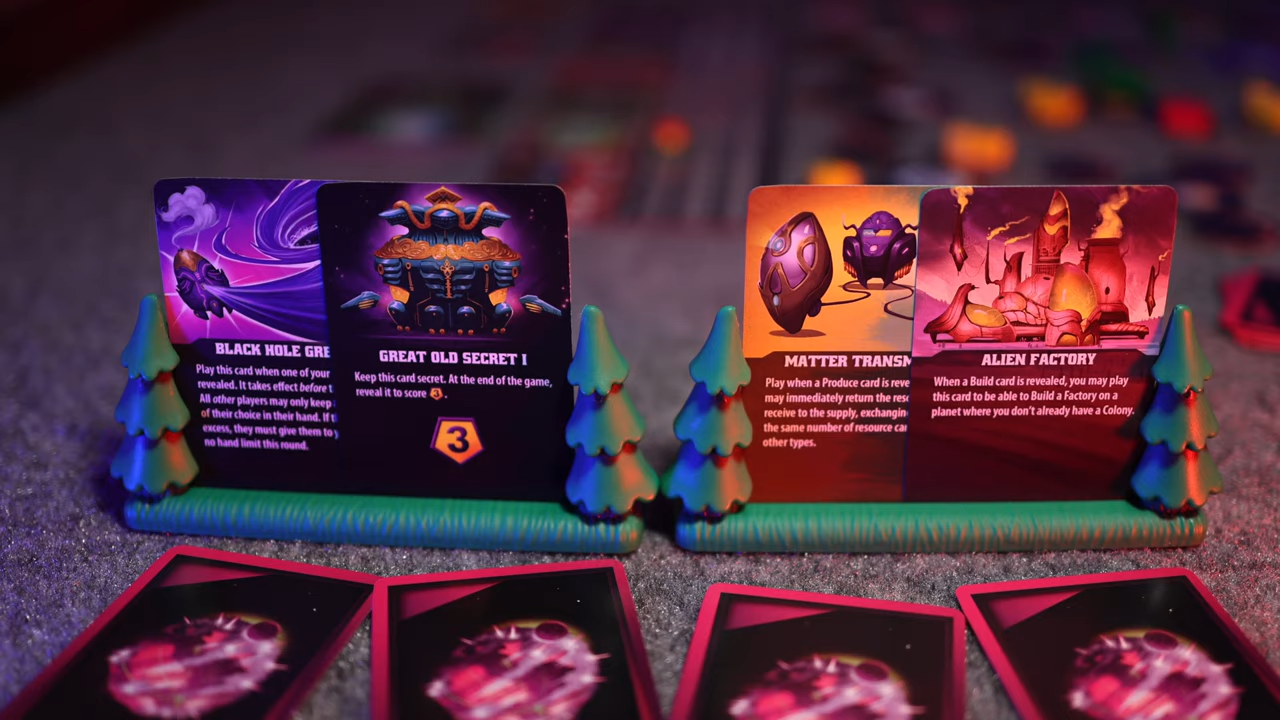 BLACK HOLE GRE
Play this card when one of your
revealed. It takes effect before t
All other players may only keep
of their choice in their hand. If t
excess, they must give them to y
no hand limit this round.
GREAT OLD SECRET I
Keep this card secret. At the end of the game,
reveal it to score 3.
3
MATTER TRANSM
Play when a Produce card is reve
may immediately return the res
receive to the supply, exchangin
the same number of resource ca
other types.
ALIEN FACTORY
When a Build card is revealed, you may play
this card to be able to Build a Factory on a
planet where you don't already have a Colony.